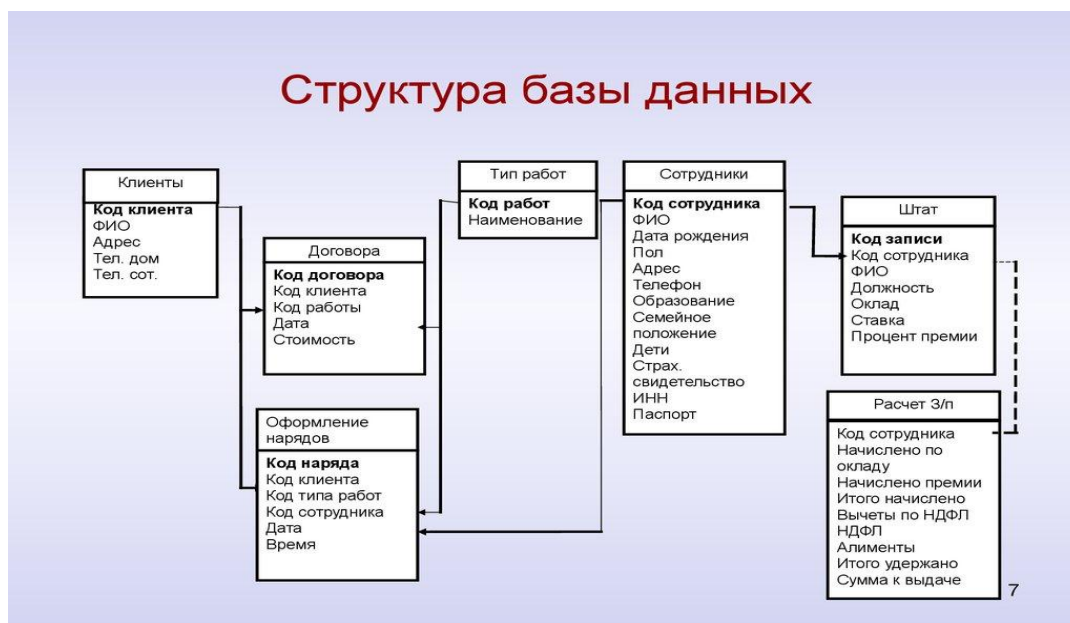 Структура базы данных
Клиенты
Код клиента
ФИО
Адрес
Тел. дом
Тел. сот.
Договора
Код договора
Код клиента
Код работы
Дата
Стоимость
Оформление
нарядов
Код наряда
Код клиента
Код типа работ
Код сотрудника
Дата
Время
Тип работ
Код работ
Наименование
Сотрудники
Код сотрудника
ФИО
Дата рождения
Пол
Адрес
Телефон
Образование
Семейное
положение
Дети
Страх.
свидетельство
ИНН
Паспорт
Штат
Код записи
Код сотрудника
ФИО
Должность
Оклад
Ставка
Процент премии
Расчет З/п
Код сотрудника
Начислено по
окладу
Начислено премии
Итого начислено
Вычеты по НДФЛ
НДФЛ
Алименты
Итого удержано
Сумма к выдаче
7